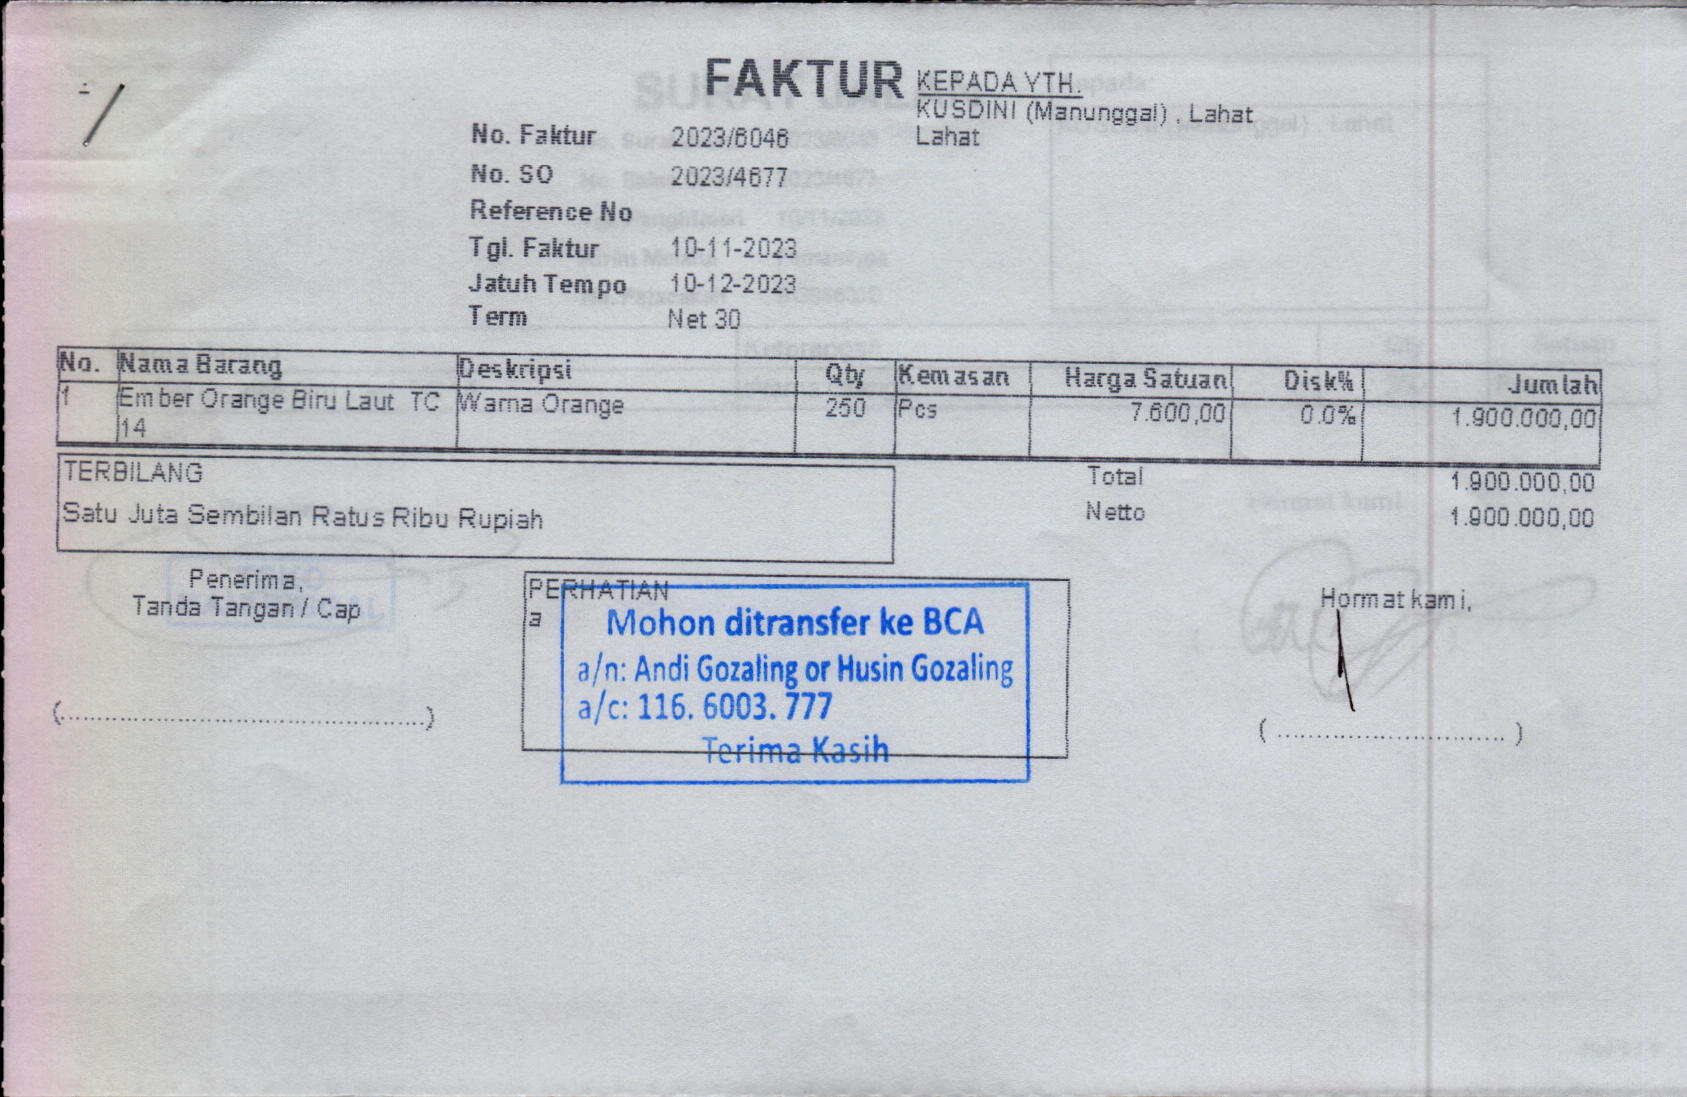 FAKTUR
KEPADA YTH.
KUSDINI (Manunggal) , Lahat
Lahat
No. Faktur 2023/6046
No. SO 2023/4677
Reference No
Tgl. Faktur 10-11-2023
Jatuh Tempo 10-12-2023
Term Net 30
No. Nama Barang Deskripsi Qty Kemasan Harga Satuan Disk% Jumlah
1 Ember Orange Biru Laut TC Warna Orange 250 Pcs 7.600,00 0.0% 1.900.000,00
14
TERBILANG
Satu Juta Sembilan Ratus Ribu Rupiah
Total 1.900.000,00
Netto 1.900.000,00
Penerima,
Tanda Tangan / Cap
(............................................)
PERHATIAN
a
Mohon ditransfer ke BCA
a/n: Andi Gozaling or Husin Gozaling
a/c: 116. 6003. 777
Terima Kasih
Hormat kami,
( ............................ )